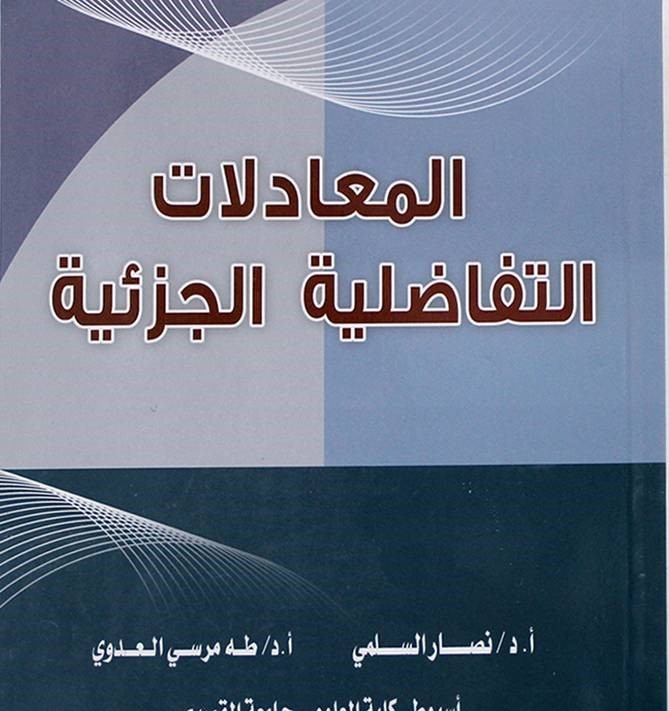 المعادلات
التفاضلية الجزئية
أ.د/ نصار السلمي أ.د/ طه مرسي العدوي